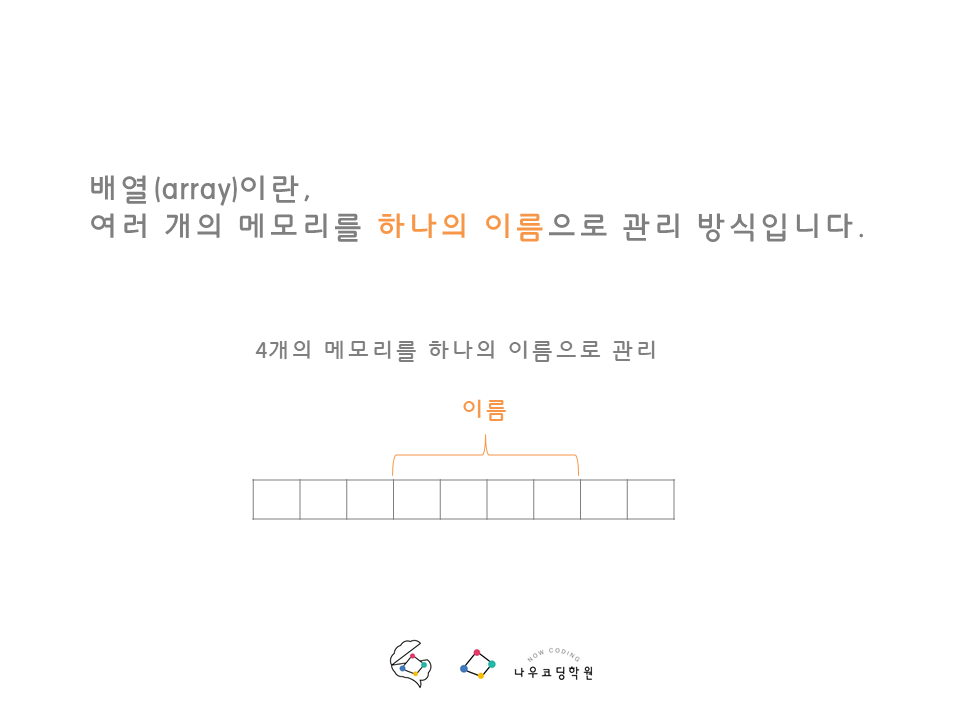 배열(array)이란,
여러 개의 메모리를 하나의 이름으로 관리 방식입니다.
4개의 메모리를 하나의 이름으로 관리
이름
NOW CODING
나우코딩학원